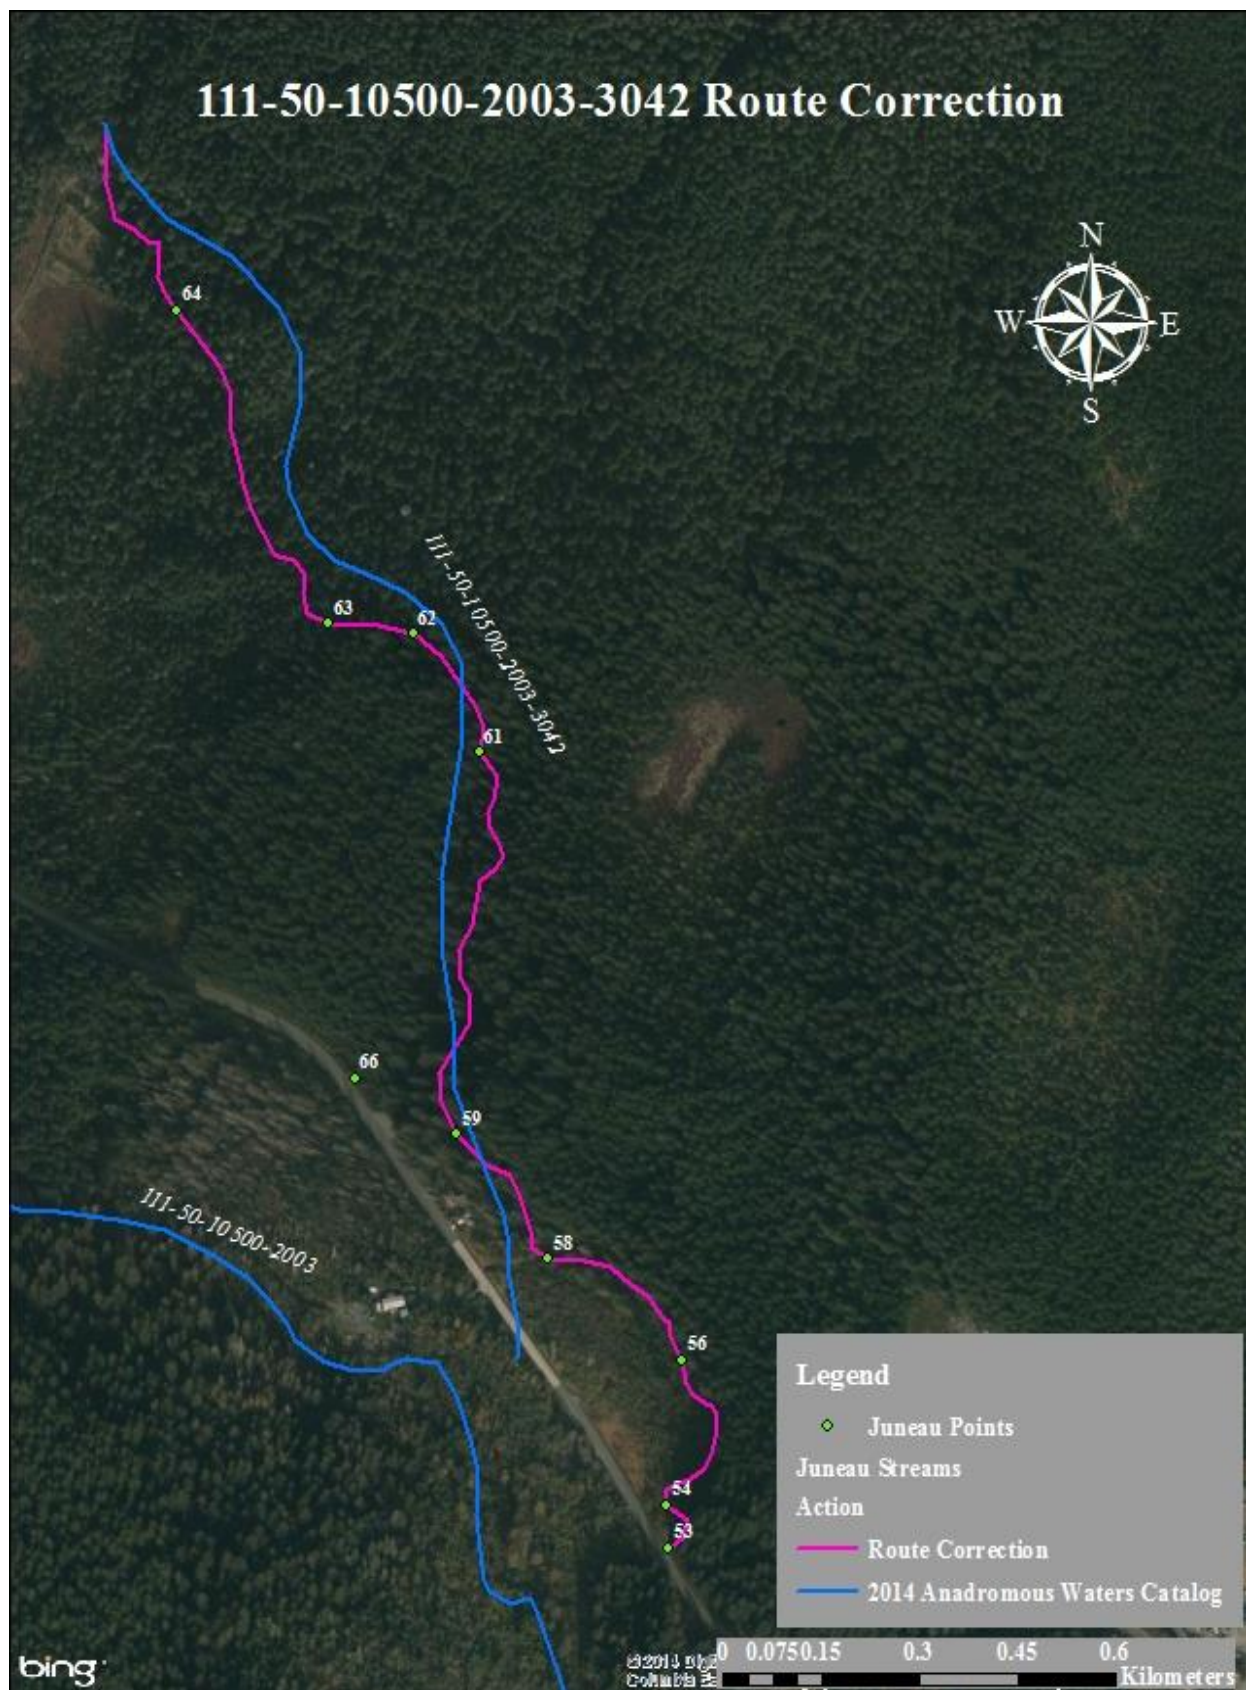 111-50-10500-2003-3042 Route Correction
N
W E
S
64
111-50-10500-2003-3042
63
62
61
66
59
111-50-10500-2003
58
56
54
53
Legend
Juneau Points
Juneau Streams
Action
Route Correction
2014 Anadromous Waters Catalog
0 0.075 0.15 0.3 0.45 0.6
Kilometers
bing
©2014
Columbia